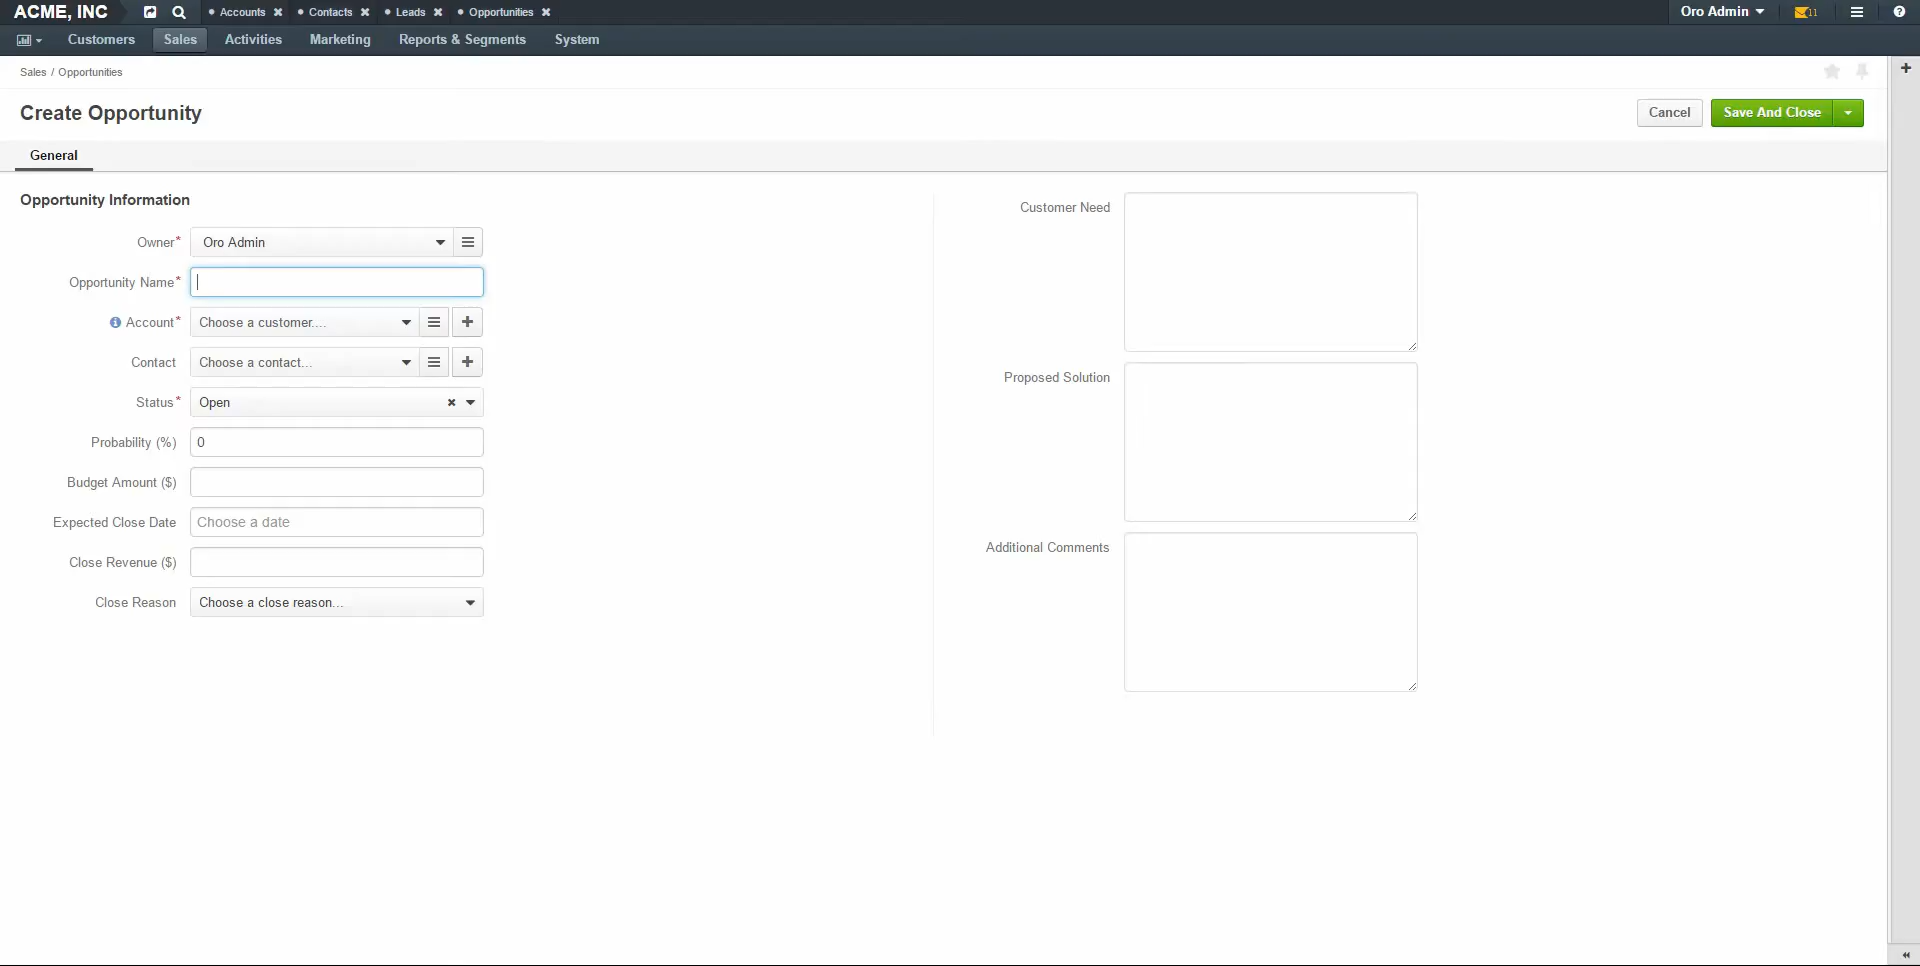 ACME, INC Accounts Contacts Leads Opportunities Oro Admin 11
Customers Sales Activities Marketing Reports & Segments System
Sales / Opportunities
Create Opportunity Cancel Save And Close
General
Opportunity Information
Owner* Oro Admin
Opportunity Name*
Account* Choose a customer....
Contact Choose a contact...
Status* Open
Probability (%) 0
Budget Amount ($)
Expected Close Date Choose a date
Close Revenue ($)
Close Reason Choose a close reason...
Customer Need
Proposed Solution
Additional Comments